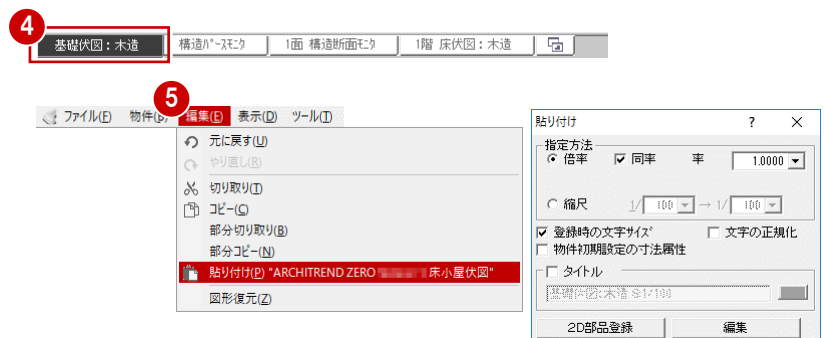 4
基礎伏図：木造 構造ﾊﾟｰｽﾓﾆﾀ 1面 構造断面ﾓﾆﾀ 1階 床伏図：木造
5
ファイル(F) 物件(B) 編集(E) 表示(D) ツール(T)
元に戻す(U)
やり直し(R)
切り取り(T)
コピー(C)
部分切り取り(B)
部分コピー(N)
貼り付け(P) "ARCHITREND ZERO 床小屋伏図"
図形復元(Z)
貼り付け ? ×
指定方法
倍率 同率 率 1.0000
縮尺 1/ 100 → 1/ 100
登録時の文字ｻｲｽﾞ 文字の正規化
物件初期設定の寸法属性
タイトル
基礎伏図:木造 S:1/100
2D部品登録 編集